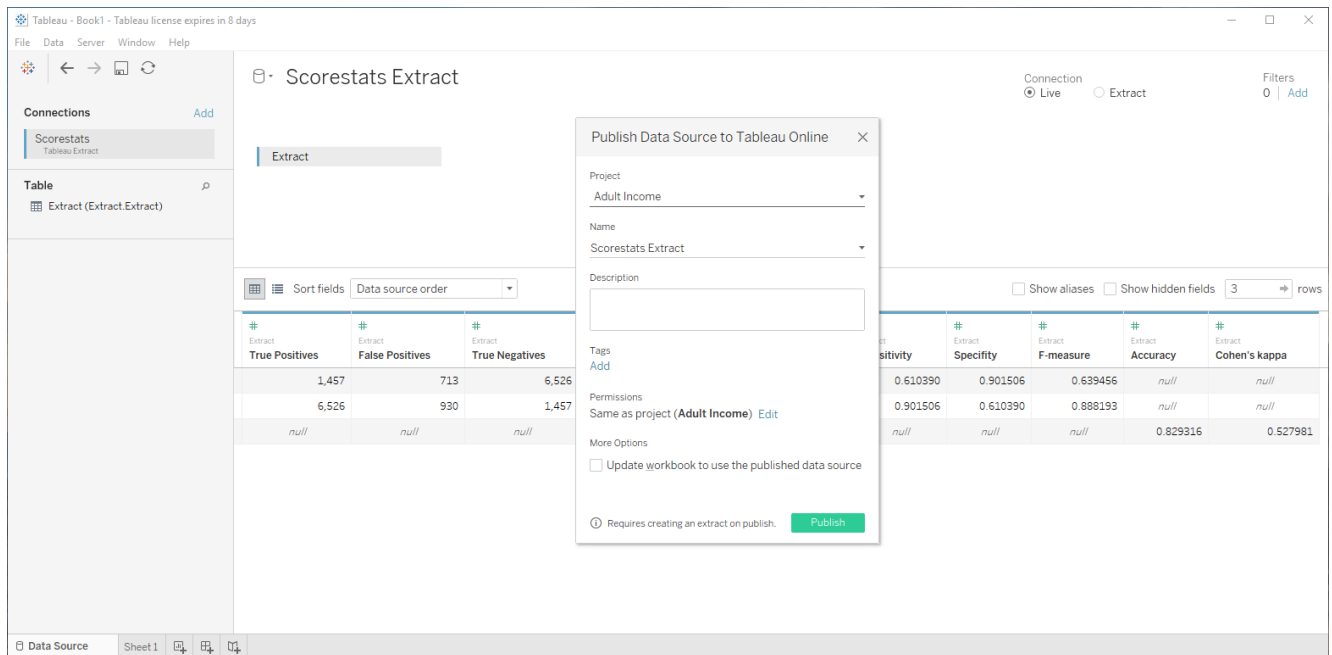 Tableau - Book1 - Tableau license expires in 8 days
File Data Server Window Help
Connections Add
Scorestats
Tableau Extract
Table
Extract (Extract.Extract)
Scorestats Extract
Connection
Live Extract
Filters
0 Add
Extract
Sort fields Data source order
Show aliases Show hidden fields 3 rows
Extract Extract Extract ct Extract Extract Extract Extract
True Positives False Positives True Negatives sitivity Specifity F-measure Accuracy Cohen's kappa
1,457 713 6,526 0.610390 0.901506 0.639456 null null
6,526 930 1,457 0.901506 0.610390 0.888193 null null
null null null null null null 0.829316 0.527981
Publish Data Source to Tableau Online
Project
Adult Income
Name
Scorestats Extract
Description
Tags
Add
Permissions
Same as project (Adult Income) Edit
More Options
Update workbook to use the published data source
Requires creating an extract on publish. Publish
Data Source Sheet 1